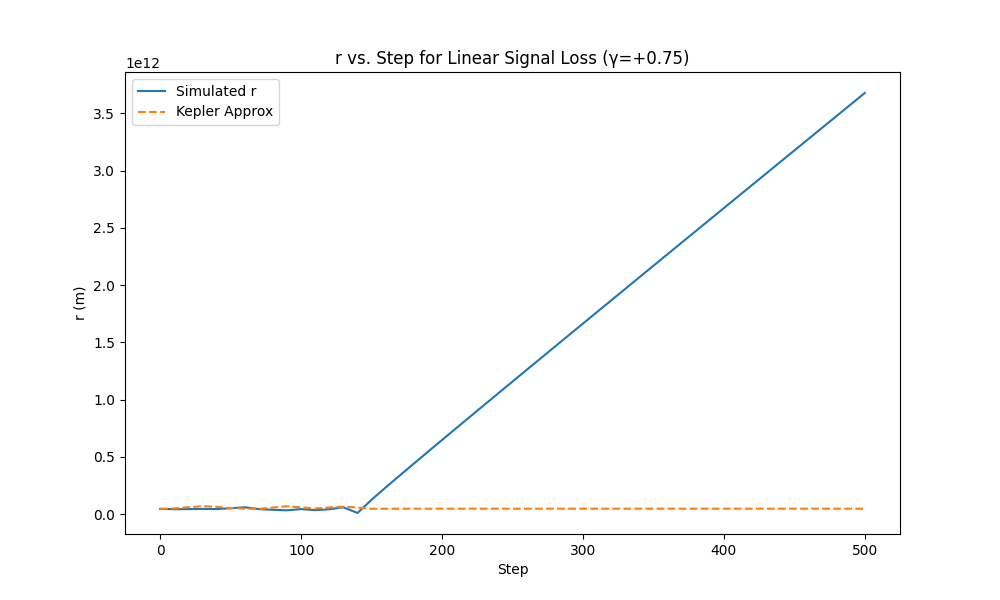 r vs. Step for Linear Signal Loss (γ=+0.75)
1e12
Simulated r
Kepler Approx
3.5
3.0
2.5
2.0
1.5
1.0
0.5
0.0
r (m)
0 100 200 300 400 500
Step